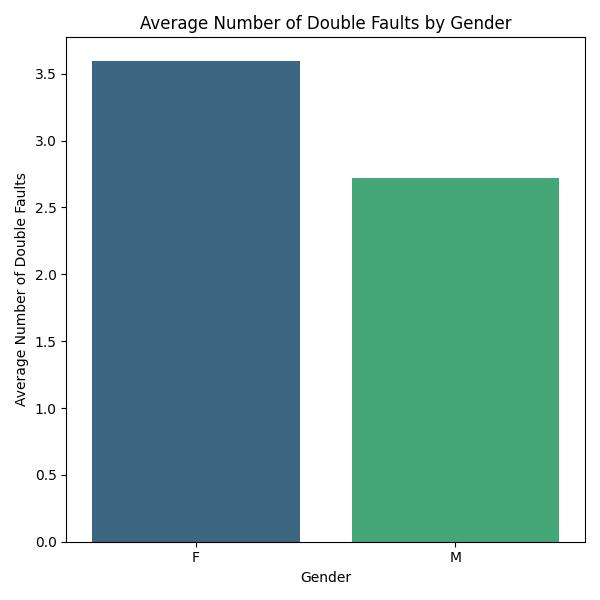 Average Number of Double Faults by Gender
Average Number of Double Faults
3.5
3.0
2.5
2.0
1.5
1.0
0.5
0.0
F
M
Gender